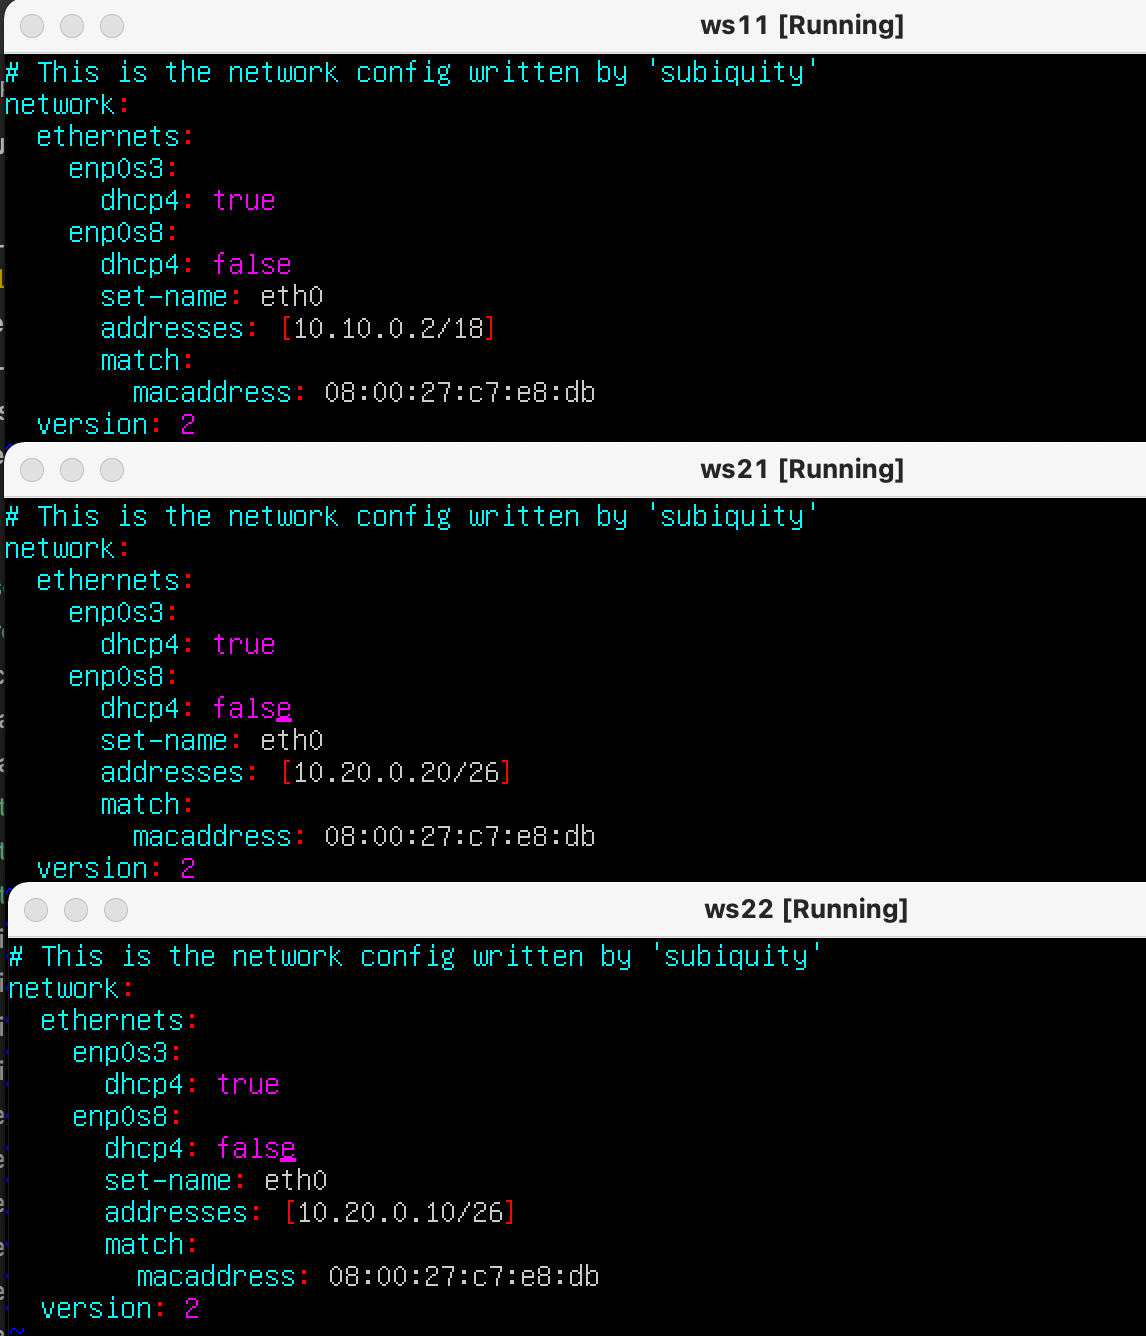 ws11 [Running]
# This is the network config written by 'subiquity'
network:
  ethernets:
    enp0s3:
      dhcp4: true
    enp0s8:
      dhcp4: false
      set-name: eth0
      addresses: [10.10.0.2/18]
      match:
        macaddress: 08:00:27:c7:e8:db
  version: 2
ws21 [Running]
# This is the network config written by 'subiquity'
network:
  ethernets:
    enp0s3:
      dhcp4: true
    enp0s8:
      dhcp4: false
      set-name: eth0
      addresses: [10.20.0.20/26]
      match:
        macaddress: 08:00:27:c7:e8:db
  version: 2
ws22 [Running]
# This is the network config written by 'subiquity'
network:
  ethernets:
    enp0s3:
      dhcp4: true
    enp0s8:
      dhcp4: false
      set-name: eth0
      addresses: [10.20.0.10/26]
      match:
        macaddress: 08:00:27:c7:e8:db
  version: 2
~